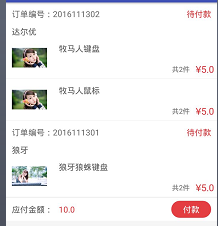 订单编号：2016111302 待付款
达尔优
牧马人键盘
共2件 ¥5.0
牧马人鼠标
共2件 ¥5.0
订单编号：2016111301 待付款
狼牙
狼牙狼蛛键盘
共2件 ¥5.0
应付金额： 10.0 付款